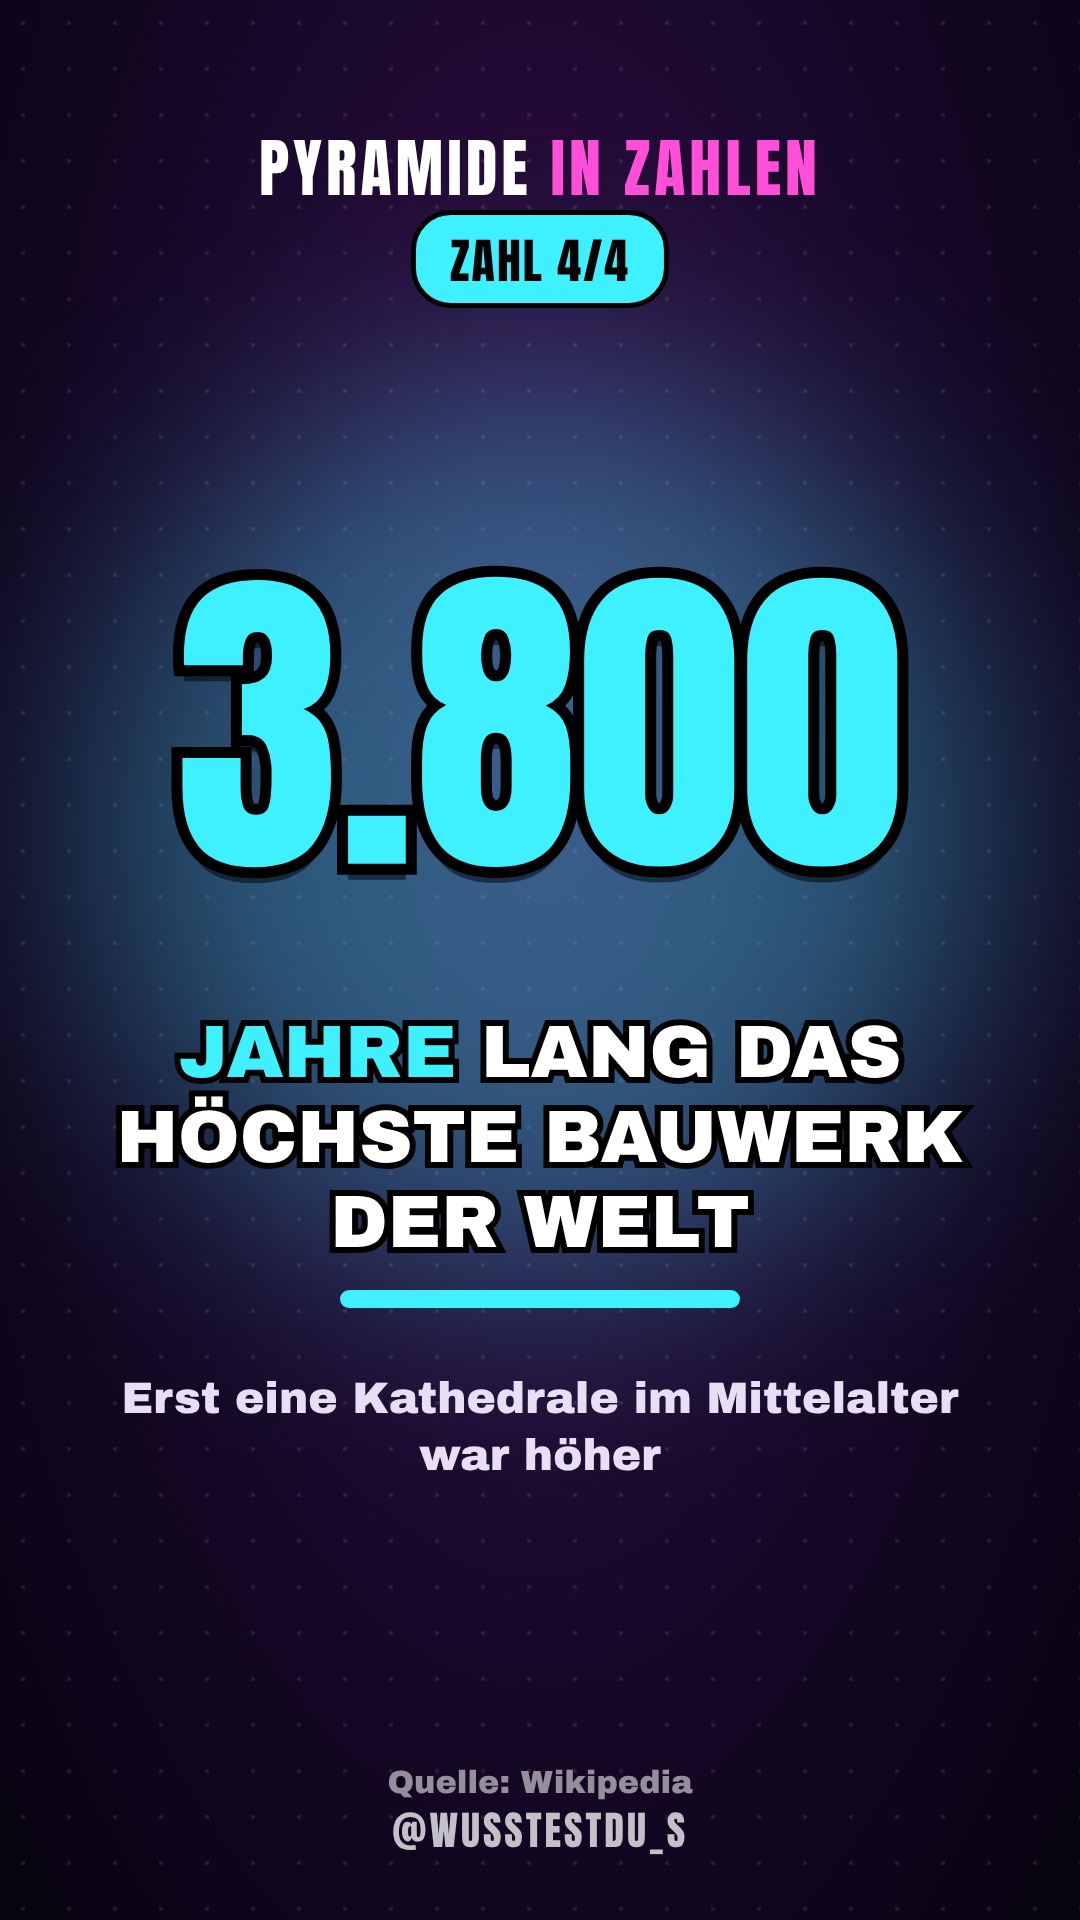 PYRAMIDE IN ZAHLEN
ZAHL 4/4
3.800
JAHRE LANG DAS
HÖCHSTE BAUWERK
DER WELT
Erst eine Kathedrale im Mittelalter
war höher
Quelle: Wikipedia
@WUSSTESTDU_S